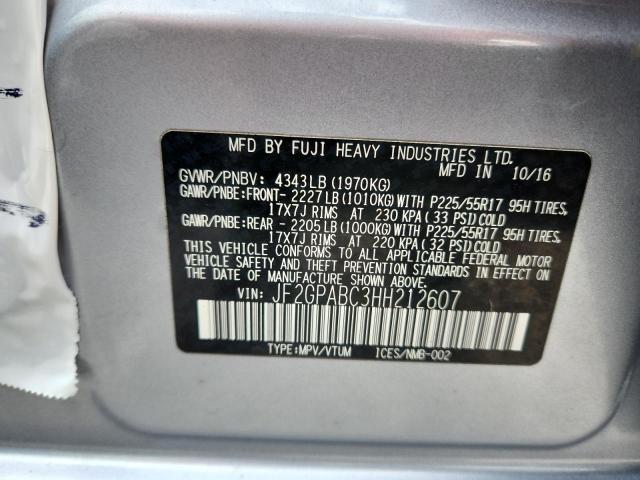 MFD BY FUJI HEAVY INDUSTRIES LTD.
MFD IN 10/16
GVWR/PNBV: 4343LB (1970KG)
GAWR/PNBE:FRONT- 2227LB (1010KG) WITH P225/55R17 95H TIRES,
17X7J RIMS AT 230 KPA (33 PSI) COLD
GAWR/PNBE:REAR - 2205LB (1000KG) WITH P225/55R17 95H TIRES,
17X7J RIMS AT 220 KPA (32 PSI) COLD
THIS VEHICLE CONFORMS TO ALL APPLICABLE FEDERAL MOTOR
VEHICLE SAFETY AND THEFT PREVENTION STANDARDS IN EFFECT ON
THE DATE OF MANUFACTURE SHOWN ABOVE.
VIN: JF2GPABC3HH212607
TYPE:MPV/VTUM ICES/NMB-002